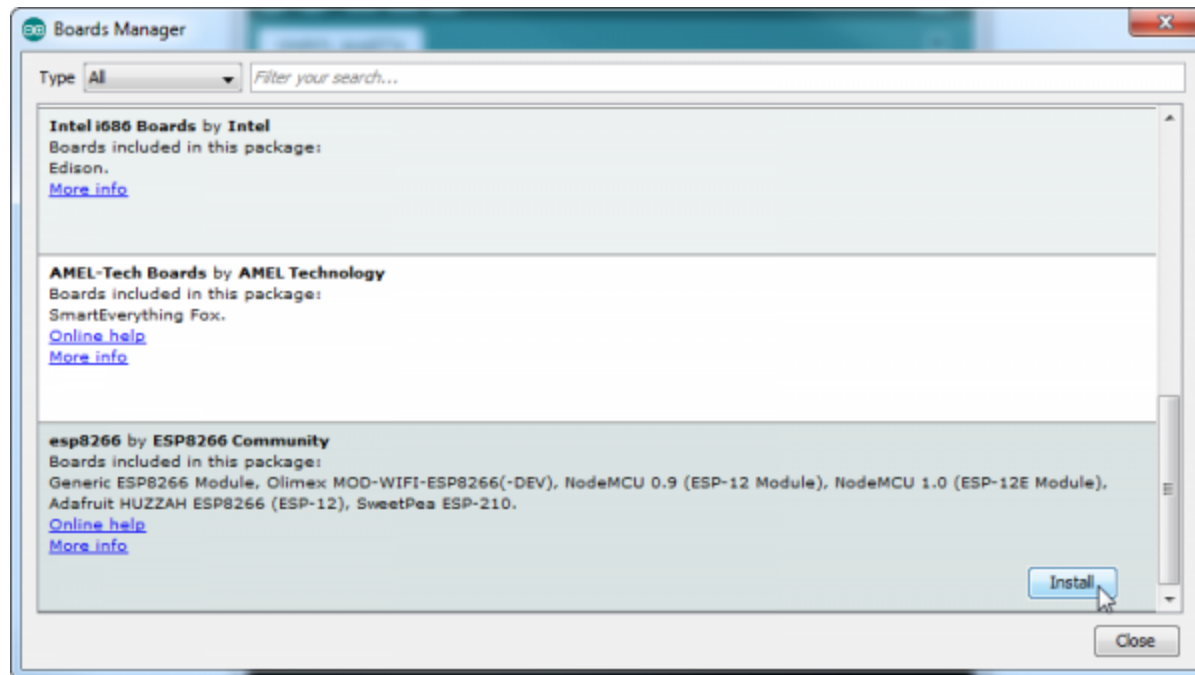 Boards Manager
Type All Filter your search...
Intel i686 Boards by Intel
Boards included in this package:
Edison.
More info
AMEL-Tech Boards by AMEL Technology
Boards included in this package:
SmartEverything Fox.
Online help
More info
esp8266 by ESP8266 Community
Boards included in this package:
Generic ESP8266 Module, Olimex MOD-WIFI-ESP8266(-DEV), NodeMCU 0.9 (ESP-12 Module), NodeMCU 1.0 (ESP-12E Module),
Adafruit HUZZAH ESP8266 (ESP-12), SweetPea ESP-210.
Online help
More info
Install
Close